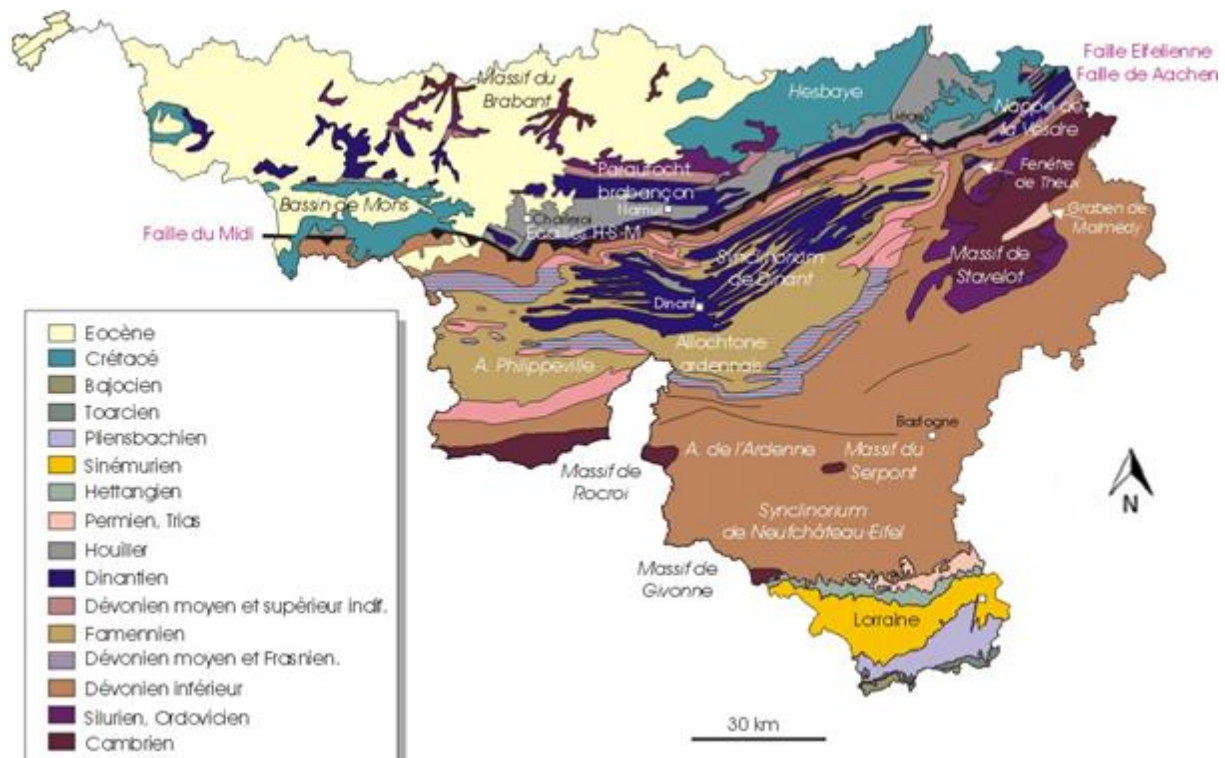 Faille Eifelienne
Faille de Aachen
Massif du
Brabant
Hesbaye
Liège
Nappe de
la Vesdre
Parautocht
brabançon
Namur
Fenêtre
de Theux
Bassin de Mons
Charleroi
Ecailles H-S-M
Graben de
Malmedy
Faille du Midi
Synclinorium
de Dinant
Massif de
Stavelot
Dinant
A. Philippeville
Allochtone
ardennais
Bastogne
A. de l'Ardenne
Massif du
Serpont
Massif de
Rocroi
Synclinorium
de Neufchâteau-Eifel
Massif de
Givonne
Lorraine
N
30 km
Eocène
Crétacé
Bajocien
Toarcien
Pliensbachien
Sinémurien
Hettangien
Permien, Trias
Houiller
Dinantien
Dévonien moyen et supérieur indif.
Famennien
Dévonien moyen et Frasnien.
Dévonien inférieur
Silurien, Ordovicien
Cambrien